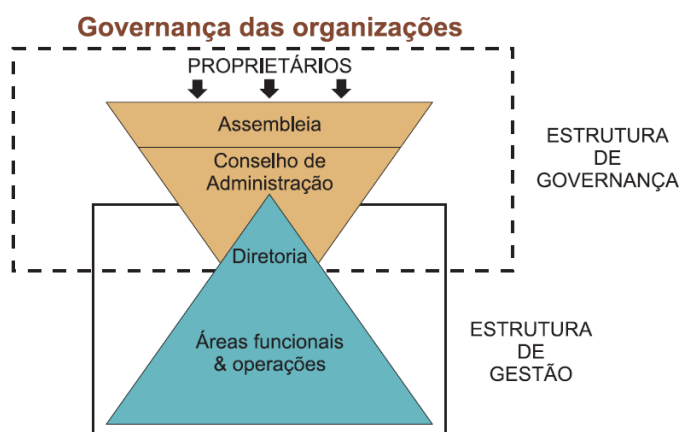 Governança das organizações
PROPRIETÁRIOS
Assembleia
Conselho de
Administração
ESTRUTURA
DE
GOVERNANÇA
Diretoria
Áreas funcionais
& operações
ESTRUTURA
DE
GESTÃO